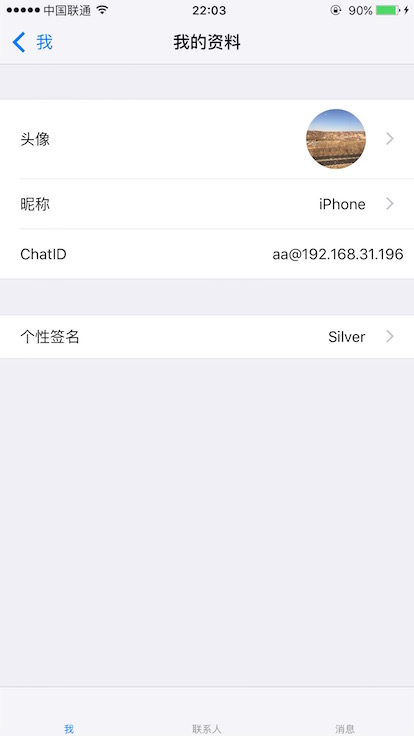 中国联通 22:03 90%
我 我的资料
头像
昵称 iPhone
ChatID aa@192.168.31.196
个性签名 Silver
我 联系人 消息